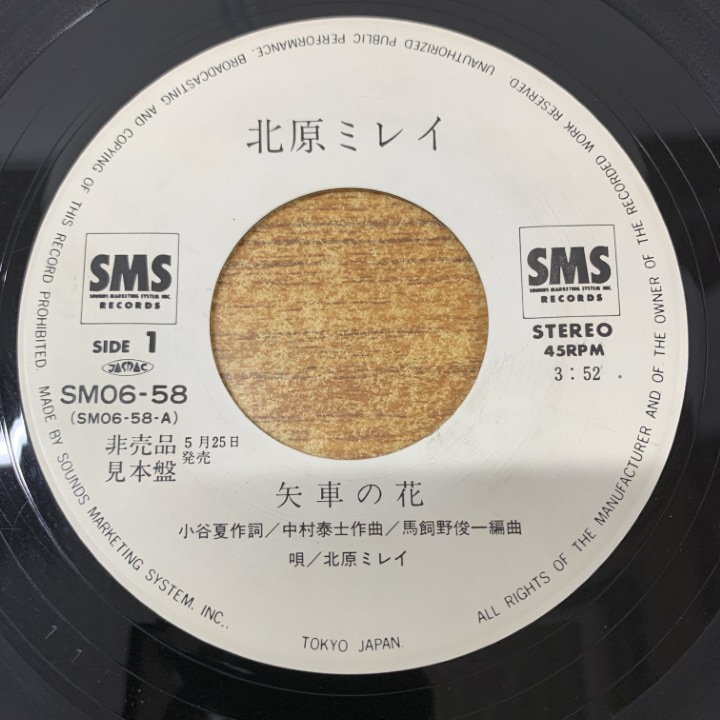 北原ミレイ
SMS
SOUNDS MARKETING SYSTEM INC.
RECORDS
SIDE 1
JASRAC
SM06-58
(SM06-58-A)
非売品
見本盤
5月25日
発売
SMS
SOUNDS MARKETING SYSTEM INC.
RECORDS
STEREO
45RPM
3:52
矢車の花
小谷夏作詞/中村泰士作曲/馬飼野俊一編曲
唄/北原ミレイ
MADE BY SOUNDS MARKETING SYSTEM, INC., TOKYO JAPAN. ALL RIGHTS OF THE MANUFACTURER AND OF THE OWNER OF THE RECORDED WORK RESERVED. UNAUTHORIZED PUBLIC PERFORMANCE, BROADCASTING AND COPYING OF THIS RECORD PROHIBITED.
11